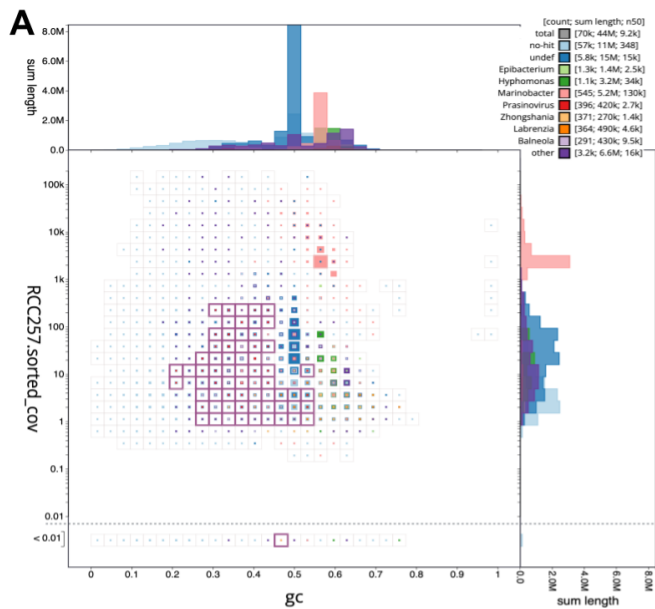 A
[count; sum length; n50]
total [70k; 44M; 9.2k]
no-hit [57k; 11M; 348]
undef [5.8k; 15M; 15k]
Epibacterium [1.3k; 1.4M; 2.5k]
Hyphomonas [1.1k; 3.2M; 34k]
Marinobacter [545; 5.2M; 130k]
Prasinovirus [396; 420k; 2.7k]
Zhongshania [371; 270k; 1.4k]
Labrenzia [364; 490k; 4.6k]
Balneola [291; 430k; 9.5k]
other [3.2k; 6.6M; 16k]
sum length
8.0M
6.0M
4.0M
2.0M
0.0
RCC257.sorted_cov
100k
10k
1k
100
10
1
0.1
0.01
< 0.01
0
0.1
0.2
0.3
0.4
0.5
0.6
0.7
0.8
0.9
1
gc
0.0
2.0M
4.0M
6.0M
8.0M
sum length